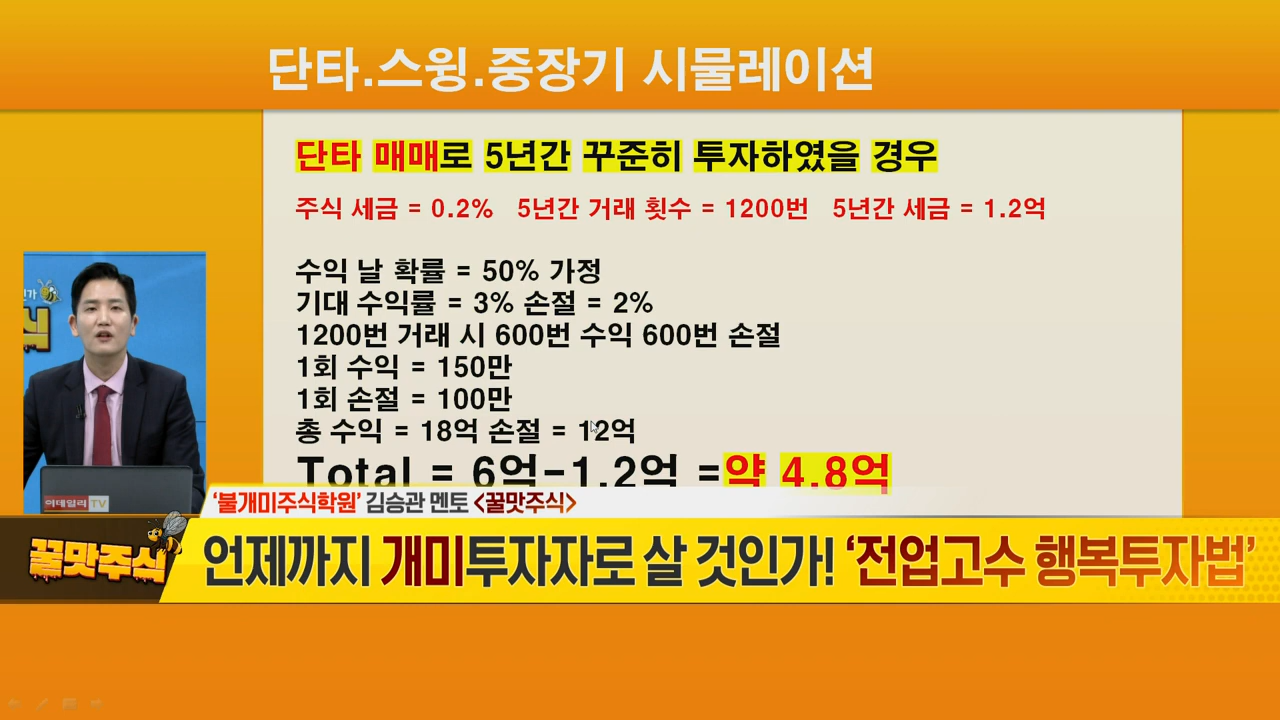 단타.스윙.중장기 시뮬레이션
단타 매매로 5년간 꾸준히 투자하였을 경우
주식 세금 = 0.2% 5년간 거래 횟수 = 1200번 5년간 세금 = 1.2억
수익 날 확률 = 50% 가정
기대 수익률 = 3% 손절 = 2%
1200번 거래 시 600번 수익 600번 손절
1회 수익 = 150만
1회 손절 = 100만
총 수익 = 18억 손절 = 12억
Total = 6억-1.2억 =약 4.8억
이데일리 TV
'불개미주식학원' 김승관 멘토 <꿀맛주식>
꿀맛주식
언제까지 개미투자자로 살 것인가! '전업고수 행복투자법'